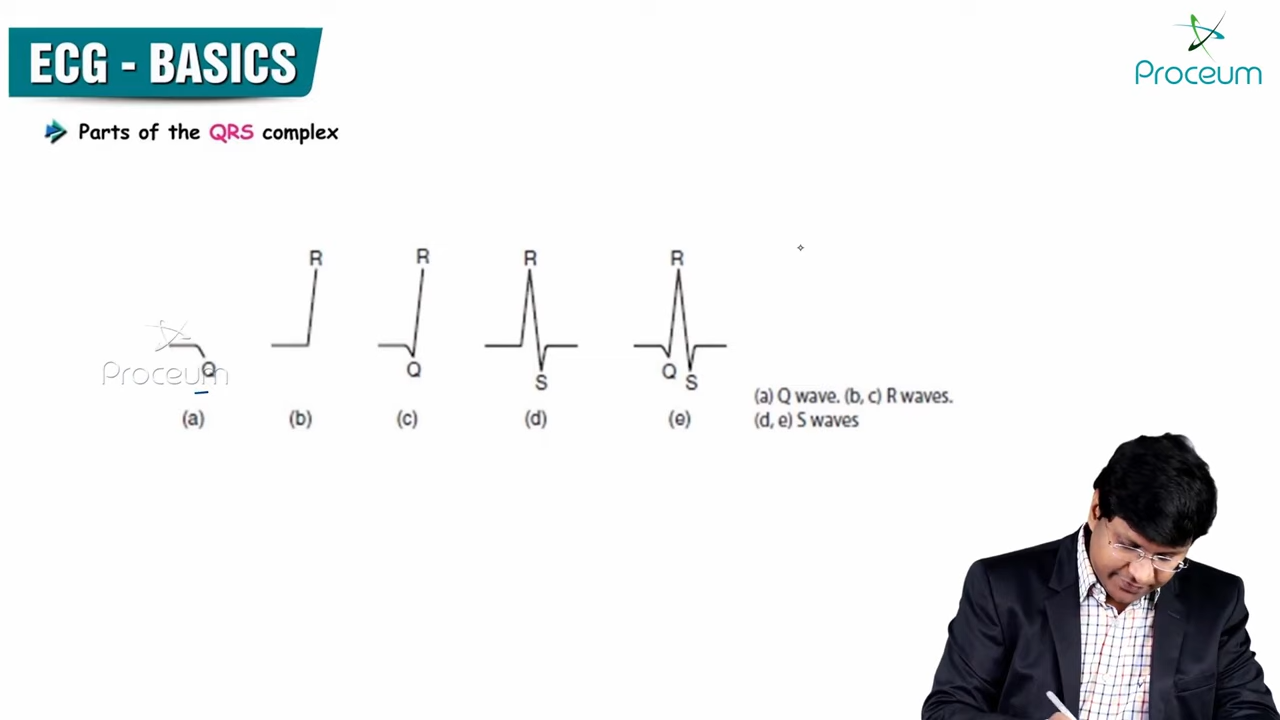 ECG - BASICS
Proceum
Parts of the QRS complex
R R R R
Proceum
Q Q S Q S
(a) (b) (c) (d) (e)
(a) Q wave. (b, c) R waves.
(d, e) S waves